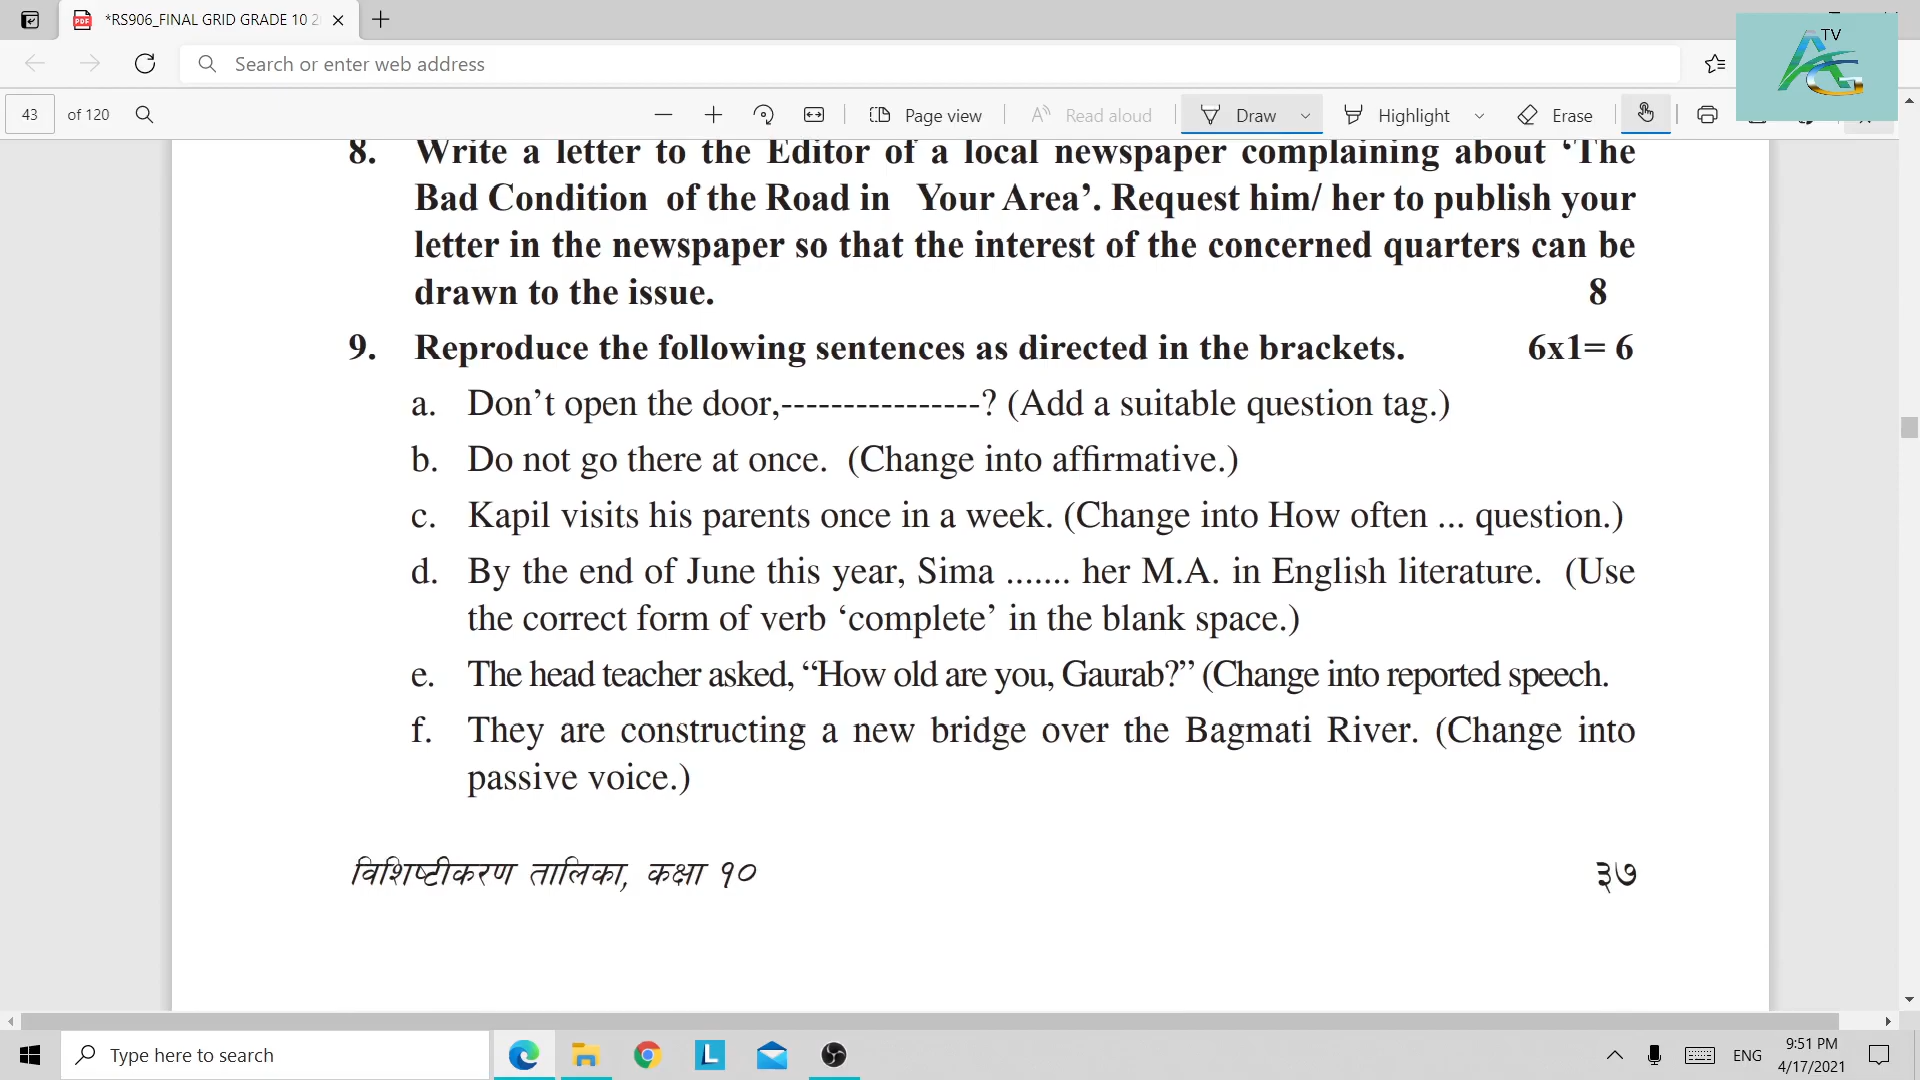 *RS906_FINAL GRID GRADE 10 2
Search or enter web address
TV
43 of 120 Page view Read aloud Draw Highlight Erase
8. Write a letter to the Editor of a local newspaper complaining about ‘The
Bad Condition of the Road in Your Area’. Request him/ her to publish your
letter in the newspaper so that the interest of the concerned quarters can be
drawn to the issue. 8
9. Reproduce the following sentences as directed in the brackets. 6x1= 6
a. Don’t open the door,----------------? (Add a suitable question tag.)
b. Do not go there at once. (Change into affirmative.)
c. Kapil visits his parents once in a week. (Change into How often ... question.)
d. By the end of June this year, Sima ....... her M.A. in English literature. (Use
the correct form of verb ‘complete’ in the blank space.)
e. The head teacher asked, “How old are you, Gaurab?” (Change into reported speech.
f. They are constructing a new bridge over the Bagmati River. (Change into
passive voice.)
विशिष्टीकरण तालिका, कक्षा १० ३७
Type here to search
L
ENG
9:51 PM
4/17/2021